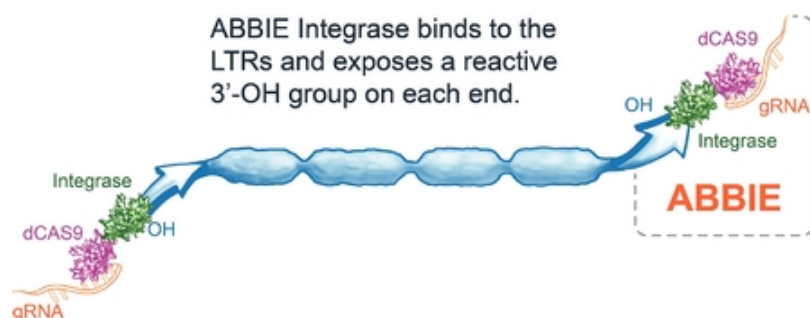 ABBIE Integrase binds to the
LTRs and exposes a reactive
3'-OH group on each end.
dCAS9
OH
gRNA
Integrase
ABBIE
Integrase
OH
dCAS9
gRNA